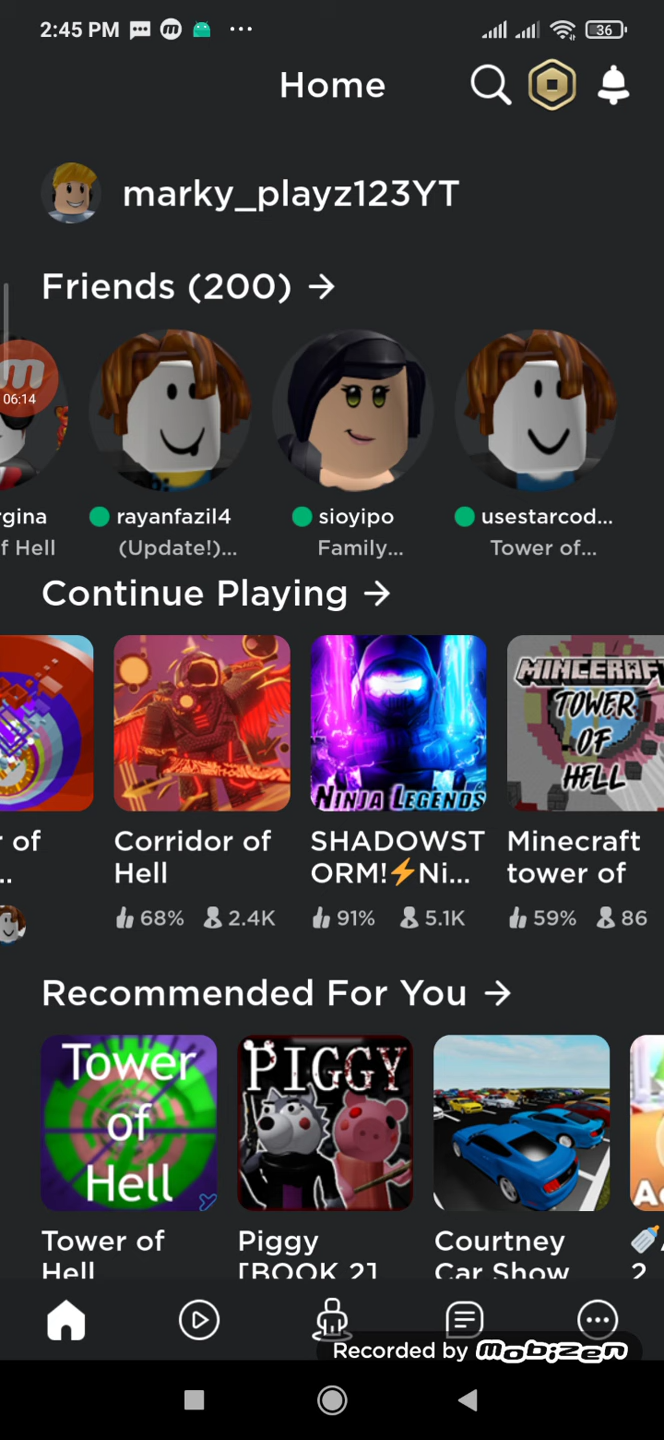 2:45 PM
36
Home
marky_playz123YT
Friends (200) →
m
06:14
rgina
rayanfazil4
sioyipo
usestarcod...
f Hell
(Update!)...
Family...
Tower of...
Continue Playing →
NINJA LEGENDS
MINCERAF
TOWER
OF
HELL
r of
..
Corridor of
Hell
SHADOWST
ORM!⚡Ni...
Minecraft
tower of
68% 2.4K
91% 5.1K
59% 86
Recommended For You →
Tower
of
Hell
PIGGY
A
Tower of
Hell
Piggy
[BOOK 2]
Courtney
Car Show
2
Recorded by mobizen